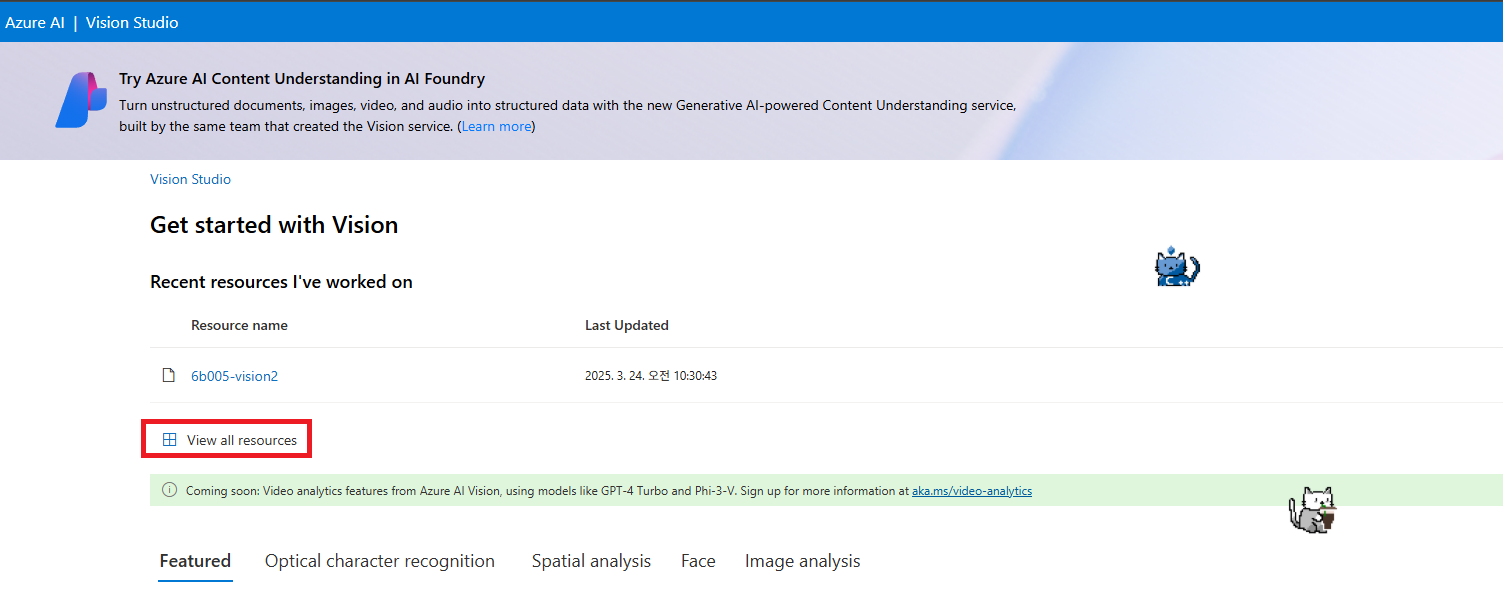 Azure AI | Vision Studio
Try Azure AI Content Understanding in AI Foundry
Turn unstructured documents, images, video, and audio into structured data with the new Generative AI-powered Content Understanding service,
built by the same team that created the Vision service. (Learn more)
Vision Studio
Get started with Vision
Recent resources I've worked on
Resource name Last Updated
6b005-vision2 2025. 3. 24. 오전 10:30:43
View all resources
Coming soon: Video analytics features from Azure AI Vision, using models like GPT-4 Turbo and Phi-3-V. Sign up for more information at aka.ms/video-analytics
Featured Optical character recognition Spatial analysis Face Image analysis